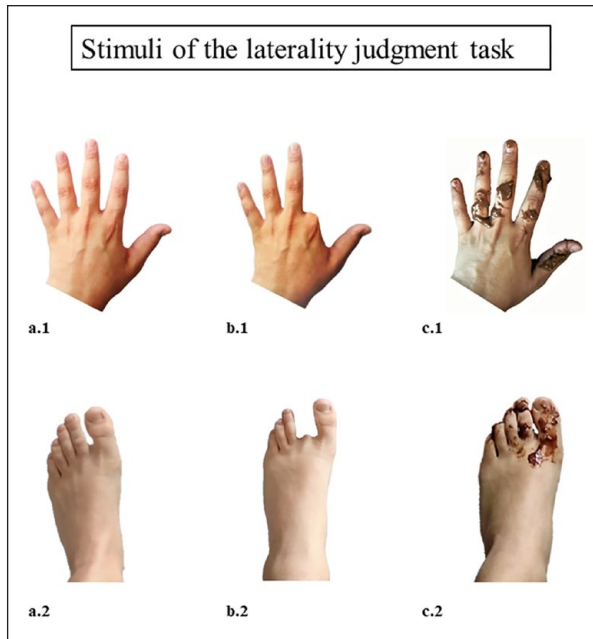 Stimuli of the laterality judgment task
a.1 b.1 c.1
a.2 b.2 c.2